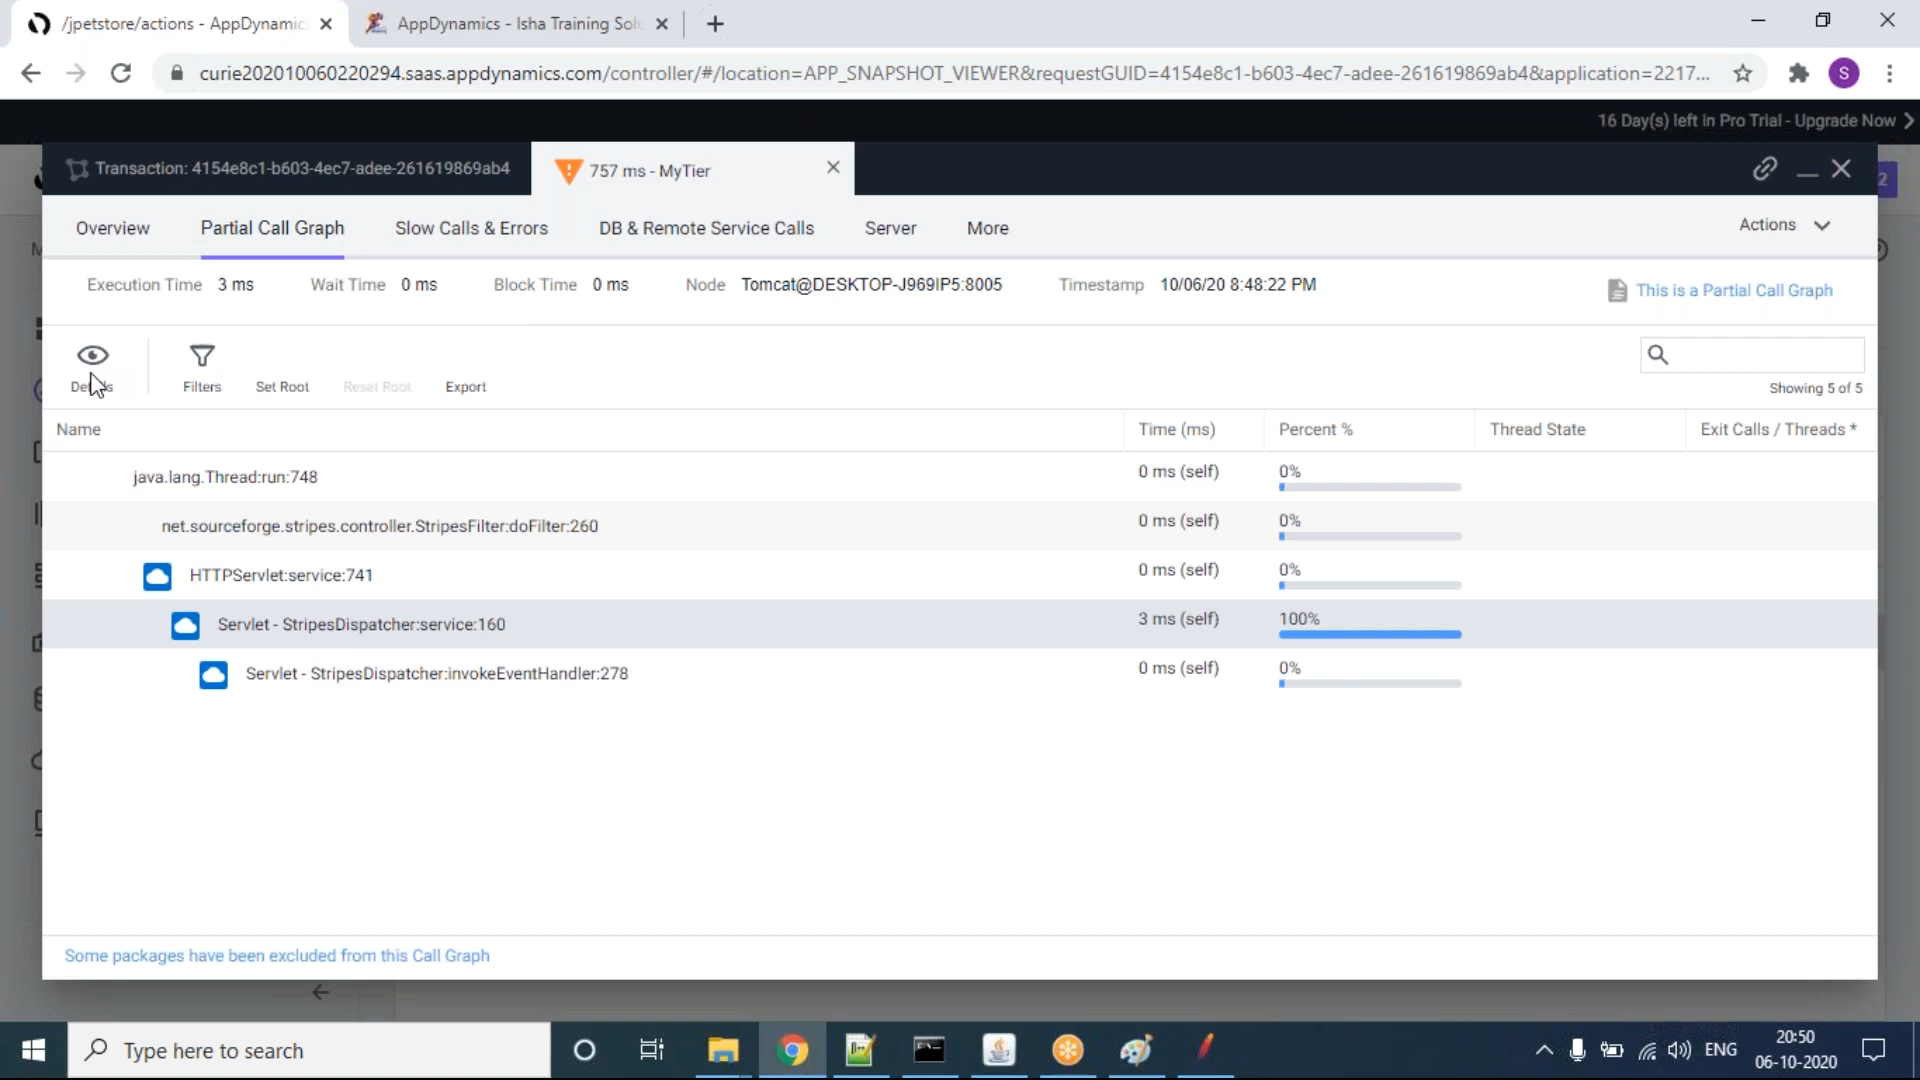 /jpetstore/actions - AppDynamics
AppDynamics - Isha Training Solu
curie202010060220294.saas.appdynamics.com/controller/#/location=APP_SNAPSHOT_VIEWER&requestGUID=4154e8c1-b603-4ec7-adee-261619869ab4&application=2217...
S
16 Day(s) left in Pro Trial - Upgrade Now
Transaction: 4154e8c1-b603-4ec7-adee-261619869ab4
757 ms - MyTier
2
Overview
Partial Call Graph
Slow Calls & Errors
DB & Remote Service Calls
Server
More
Actions
Execution Time 3 ms
Wait Time 0 ms
Block Time 0 ms
Node Tomcat@DESKTOP-J969IP5:8005
Timestamp 10/06/20 8:48:22 PM
This is a Partial Call Graph
Details
Filters
Set Root
Reset Root
Export
Showing 5 of 5
Name
Time (ms)
Percent %
Thread State
Exit Calls / Threads *
java.lang.Thread:run:748
0 ms (self)
0%
net.sourceforge.stripes.controller.StripesFilter:doFilter:260
0 ms (self)
0%
HTTPServlet:service:741
0 ms (self)
0%
Servlet - StripesDispatcher:service:160
3 ms (self)
100%
Servlet - StripesDispatcher:invokeEventHandler:278
0 ms (self)
0%
Some packages have been excluded from this Call Graph
Type here to search
ENG
20:50
06-10-2020